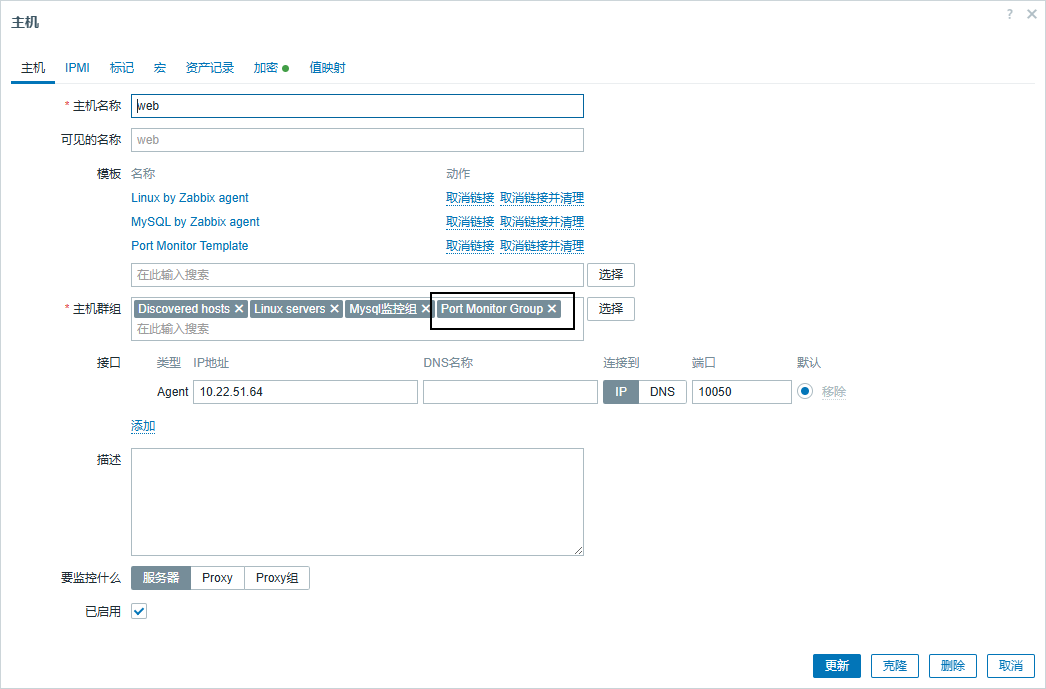 主机
? ×
主机 IPMI 标记 宏 资产记录 加密 值映射
* 主机名称 web
可见的名称 web
模板 名称 动作
Linux by Zabbix agent 取消链接 取消链接并清理
MySQL by Zabbix agent 取消链接 取消链接并清理
Port Monitor Template 取消链接 取消链接并清理
在此输入搜索 选择
* 主机群组 Discovered hosts × Linux servers × Mysql监控组 × Port Monitor Group × 选择
在此输入搜索
接口 类型 IP地址 DNS名称 连接到 端口 默认
Agent 10.22.51.64 IP DNS 10050 移除
添加
描述
要监控什么 服务器 Proxy Proxy组
已启用
更新 克隆 删除 取消